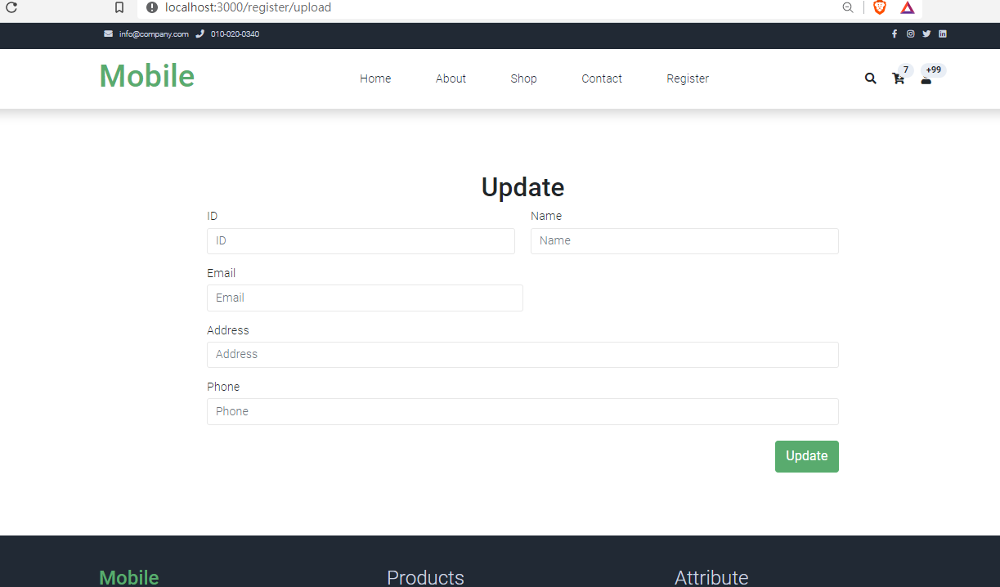 localhost:3000/register/upload
info@company.com 010-020-0340
Mobile Home About Shop Contact Register 7 +99
Update
ID Name
ID Name
Email
Email
Address
Address
Phone
Phone
Update
Mobile Products Attribute